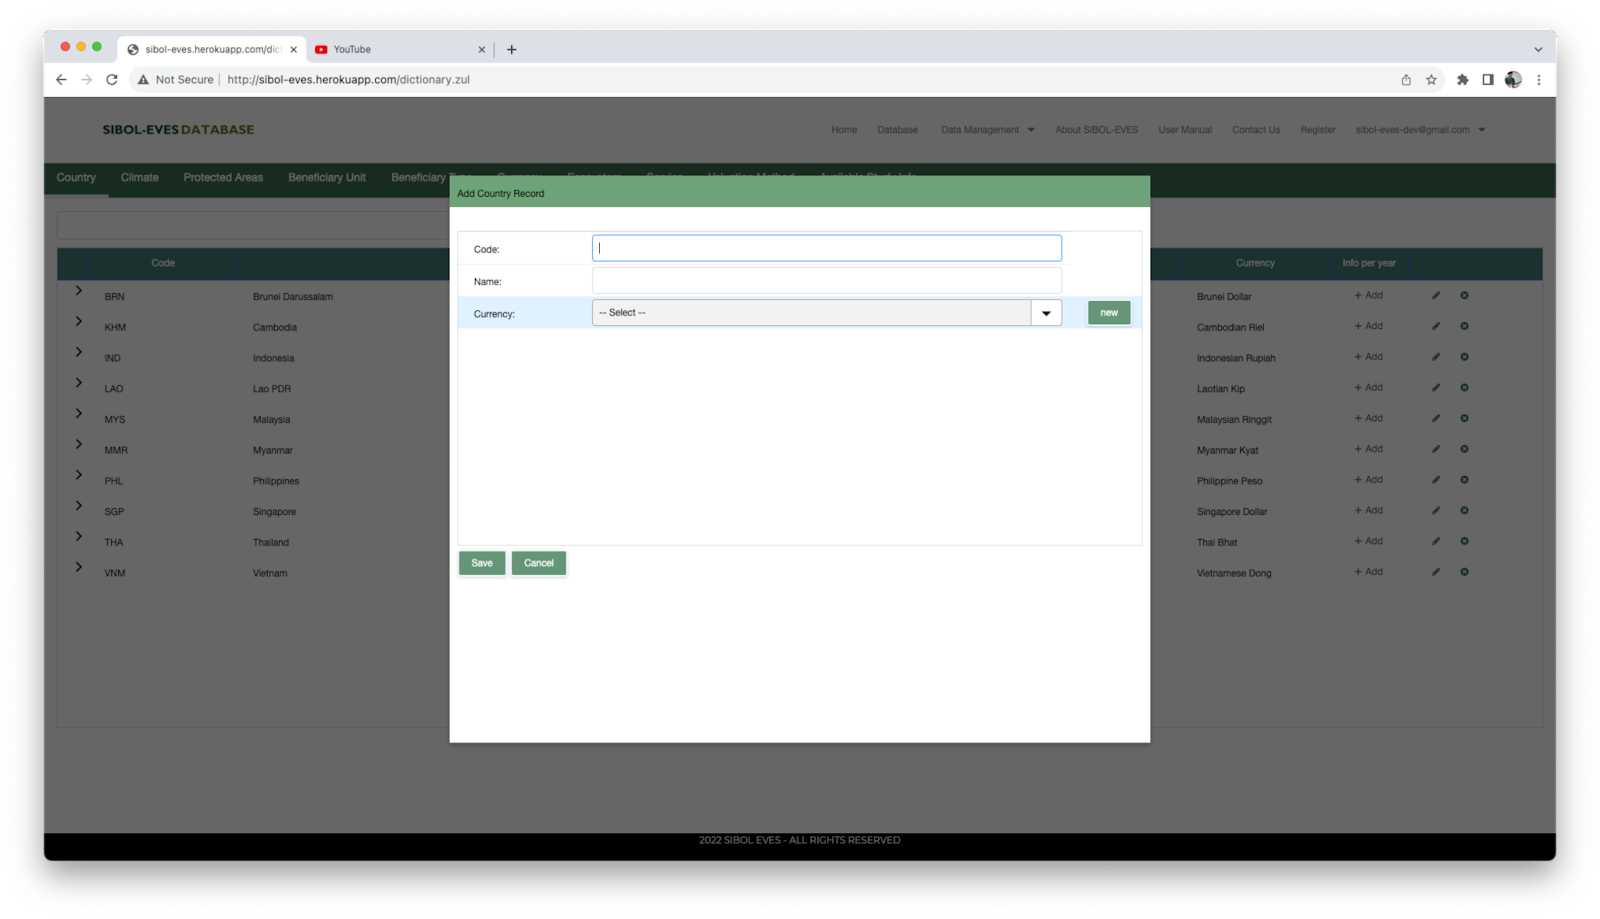 sibol-eves.herokuapp.com/dict
YouTube
Not Secure | http://sibol-eves.herokuapp.com/dictionary.zul
SIBOL-EVES DATABASE
Home Database Data Management About SIBOL-EVES User Manual Contact Us Register sibol-eves-dev@gmail.com
Country Climate Protected Areas Beneficiary Unit Beneficiary
Add Country Record
Code:
Name:
Currency: -- Select -- new
Save Cancel
Code Currency Info per year
BRN Brunei Darussalam Brunei Dollar + Add
KHM Cambodia Cambodian Riel + Add
IND Indonesia Indonesian Rupiah + Add
LAO Lao PDR Laotian Kip + Add
MYS Malaysia Malaysian Ringgit + Add
MMR Myanmar Myanmar Kyat + Add
PHL Philippines Philippine Peso + Add
SGP Singapore Singapore Dollar + Add
THA Thailand Thai Bhat + Add
VNM Vietnam Vietnamese Dong + Add
2022 SIBOL EVES - ALL RIGHTS RESERVED